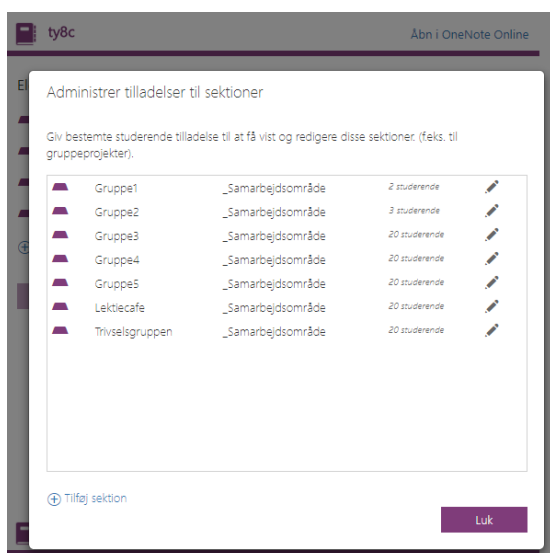 ty8c Åbn i OneNote Online
El
Administrer tilladelser til sektioner
Giv bestemte studerende tilladelse til at få vist og redigere disse sektioner. (f.eks. til
gruppeprojekter).
Gruppe1 _Samarbejdsområde 2 studerende
Gruppe2 _Samarbejdsområde 3 studerende
Gruppe3 _Samarbejdsområde 20 studerende
Gruppe4 _Samarbejdsområde 20 studerende
Gruppe5 _Samarbejdsområde 20 studerende
Lektiecafe _Samarbejdsområde 20 studerende
Trivselsgruppen _Samarbejdsområde 20 studerende
Tilføj sektion
Luk